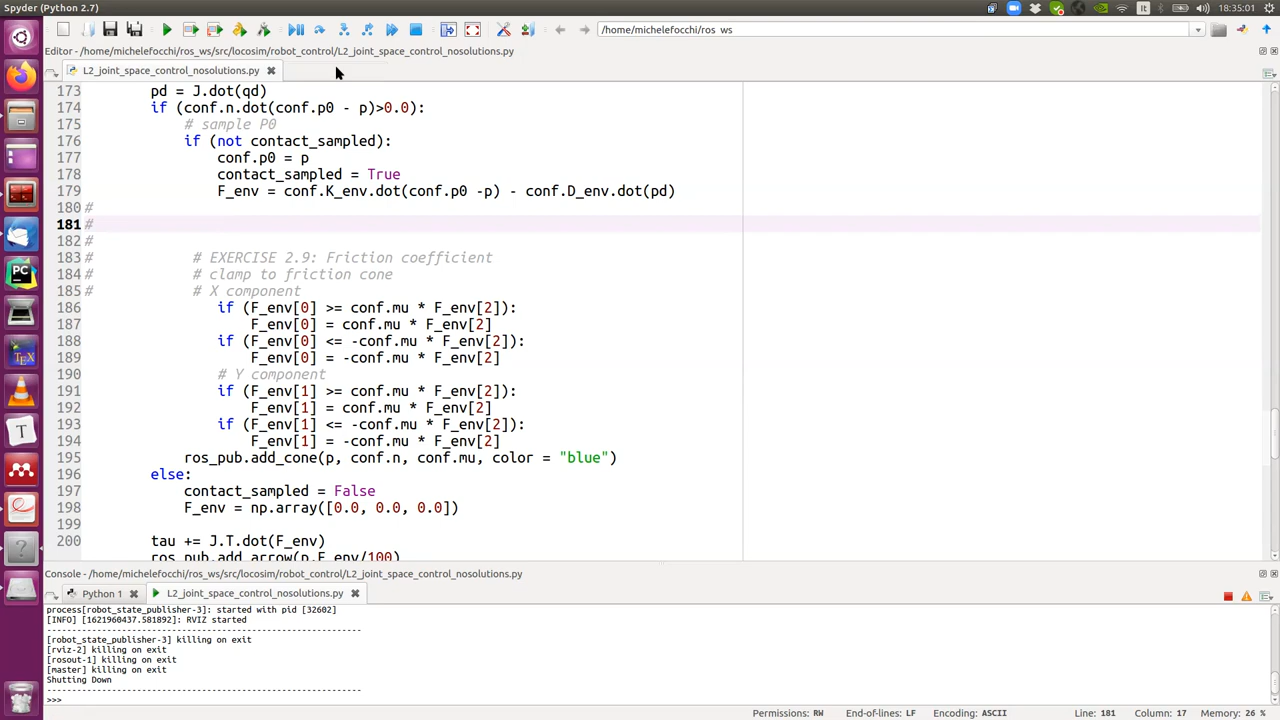 Spyder (Python 2.7)
It
18:35:01
/home/michelefocchi/ros_ws
Editor - /home/michelefocchi/ros_ws/src/locosim/robot_control/L2_joint_space_control_nosolutions.py
L2_joint_space_control_nosolutions.py
173 pd = J.dot(qd)
174 if (conf.n.dot(conf.p0 - p)>0.0):
175 # sample P0
176 if (not contact_sampled):
177 conf.p0 = p
178 contact_sampled = True
179 F_env = conf.K_env.dot(conf.p0 -p) - conf.D_env.dot(pd)
180 #
181 #
182 #
183 # # EXERCISE 2.9: Friction coefficient
184 # # clamp to friction cone
185 # # X component
186 if (F_env[0] >= conf.mu * F_env[2]):
187 F_env[0] = conf.mu * F_env[2]
188 if (F_env[0] <= -conf.mu * F_env[2]):
189 F_env[0] = -conf.mu * F_env[2]
190 # Y component
191 if (F_env[1] >= conf.mu * F_env[2]):
192 F_env[1] = conf.mu * F_env[2]
193 if (F_env[1] <= -conf.mu * F_env[2]):
194 F_env[1] = -conf.mu * F_env[2]
195 ros_pub.add_cone(p, conf.n, conf.mu, color = "blue")
196 else:
197 contact_sampled = False
198 F_env = np.array([0.0, 0.0, 0.0])
199
200 tau += J.T.dot(F_env)
ros_pub.add_arrow(p,F_env/100)
Console - /home/michelefocchi/ros_ws/src/locosim/robot_control/L2_joint_space_control_nosolutions.py
Python 1
L2_joint_space_control_nosolutions.py
process[robot_state_publisher-3]: started with pid [32602]
[INFO] [1621960437.581892]: RVIZ started
------------------------------------------------------------
[robot_state_publisher-3] killing on exit
[rviz-2] killing on exit
[rosout-1] killing on exit
[master] killing on exit
Shutting Down
------------------------------------------------------------
>>>
Permissions: RW End-of-lines: LF Encoding: ASCII Line: 181 Column: 17 Memory: 26 %
PC
TEX
T
?